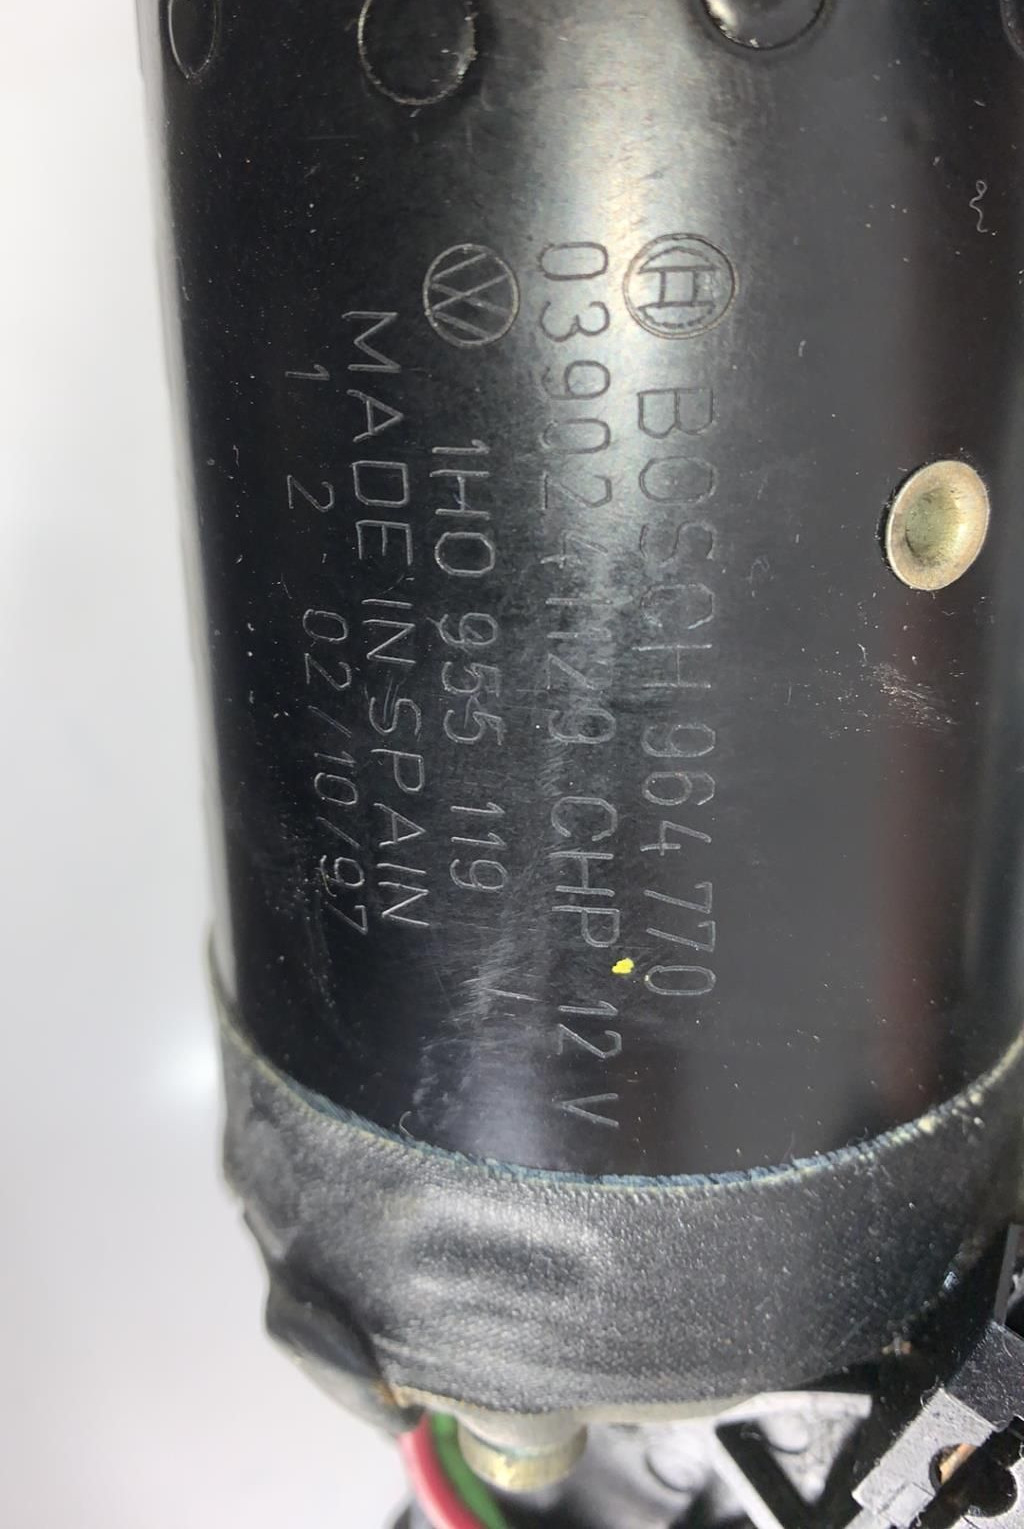 BOSCH 964 770
0390241129 CHP 12 V
1H0 955 119
MADE IN SPAIN
1 2 02/10/97